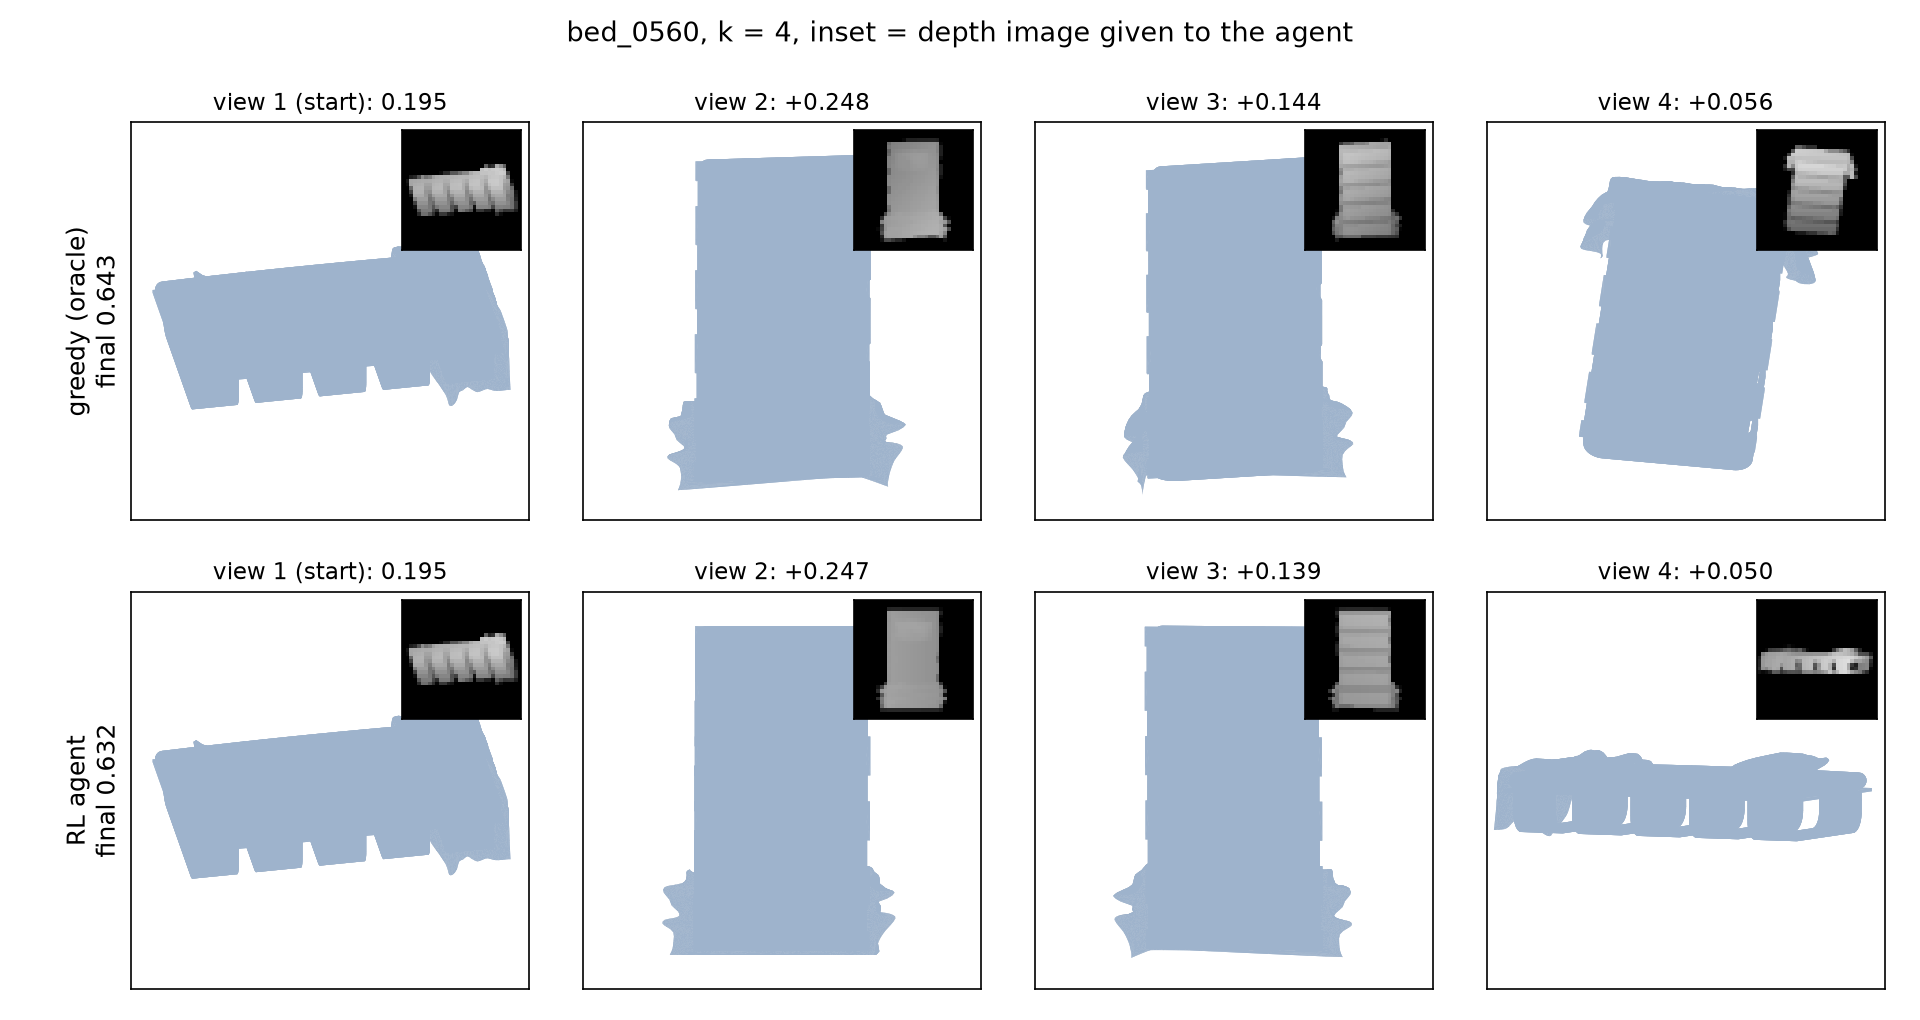 bed_0560, k = 4, inset = depth image given to the agent
greedy (oracle)
final 0.643
view 1 (start): 0.195
view 2: +0.248
view 3: +0.144
view 4: +0.056
RL agent
final 0.632
view 1 (start): 0.195
view 2: +0.247
view 3: +0.139
view 4: +0.050